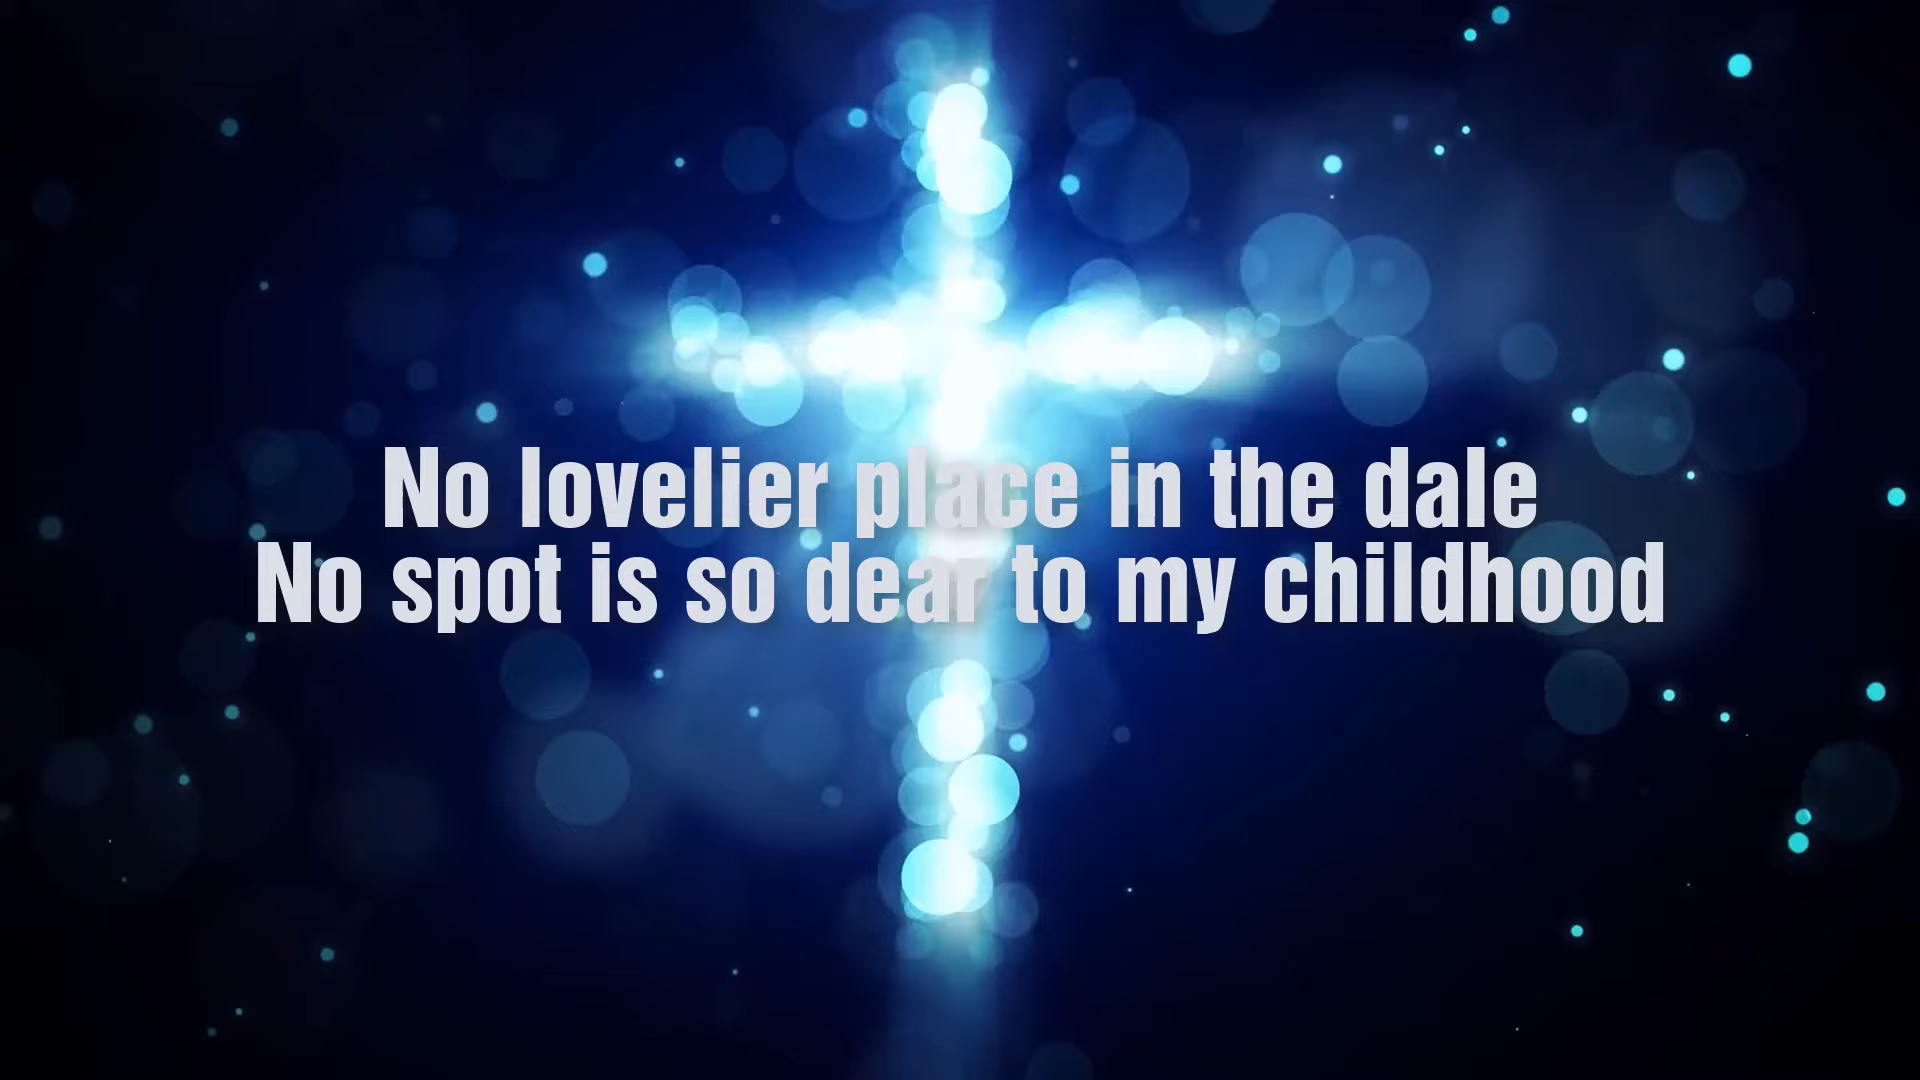 No lovelier place in the dale
No spot is so dear to my childhood